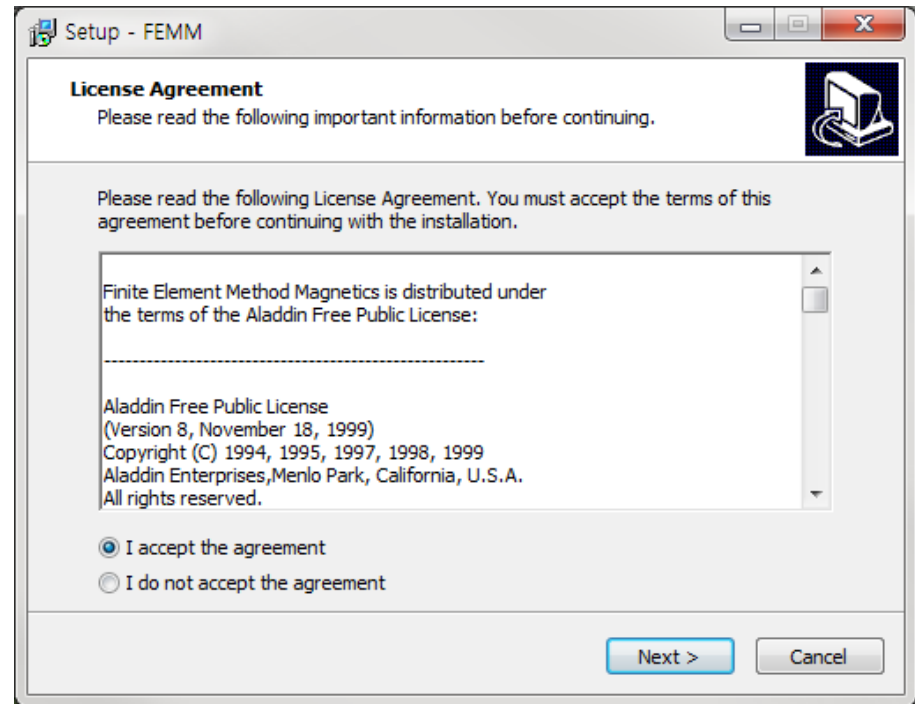 Setup - FEMM
License Agreement
Please read the following important information before continuing.
Please read the following License Agreement. You must accept the terms of this
agreement before continuing with the installation.
Finite Element Method Magnetics is distributed under
the terms of the Aladdin Free Public License:
------------------------------------------------------
Aladdin Free Public License
(Version 8, November 18, 1999)
Copyright (C) 1994, 1995, 1997, 1998, 1999
Aladdin Enterprises,Menlo Park, California, U.S.A.
All rights reserved.
I accept the agreement
I do not accept the agreement
Next >
Cancel